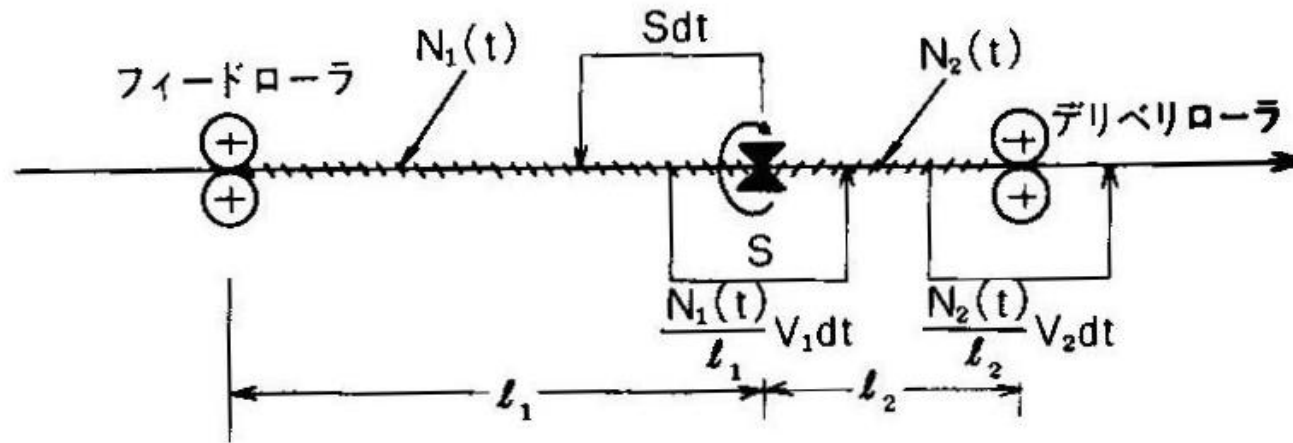 Sdt
N₁(t)
N₂(t)
フィードローラ
デリベリローラ
S
N₁(t)/ℓ₁ V₁dt
N₂(t)/ℓ₂ V₂dt
ℓ₁
ℓ₂